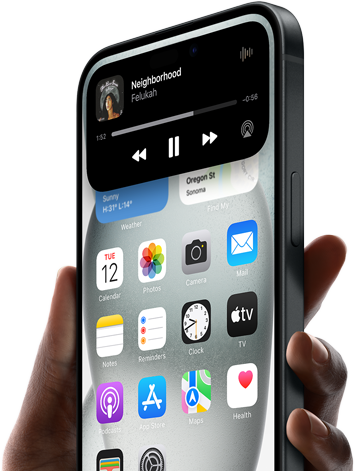 Neighborhood
Felukah
1:52
-0:56
Sunny
H:31° L:14°
Oregon St
Sonoma
Weather
Find My
TUE
12
Calendar
Photos
Camera
Mail
Notes
Reminders
Clock
tv
TV
Podcasts
App Store
Maps
Health